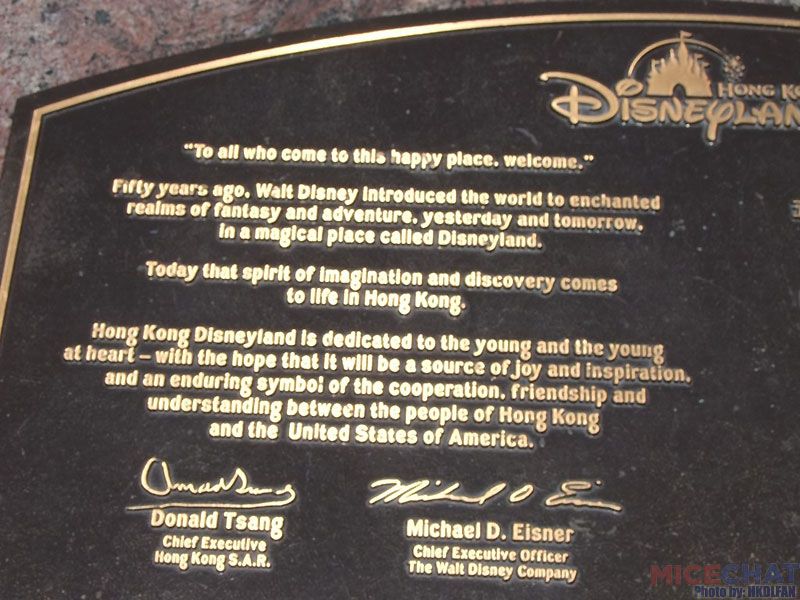 HONG KO
DISNEYLAN
"To all who come to this happy place, welcome."
Fifty years ago, Walt Disney introduced the world to enchanted
realms of fantasy and adventure, yesterday and tomorrow,
in a magical place called Disneyland.
Today that spirit of imagination and discovery comes
to life in Hong Kong.
Hong Kong Disneyland is dedicated to the young and the young
at heart – with the hope that it will be a source of joy and inspiration,
and an enduring symbol of the cooperation, friendship and
understanding between the people of Hong Kong
and the United States of America.
Donald Tsang
Chief Executive
Hong Kong S.A.R.
Michael D. Eisner
Chief Executive Officer
The Walt Disney Company
MICECHAT
Photo by: HKDLFAN